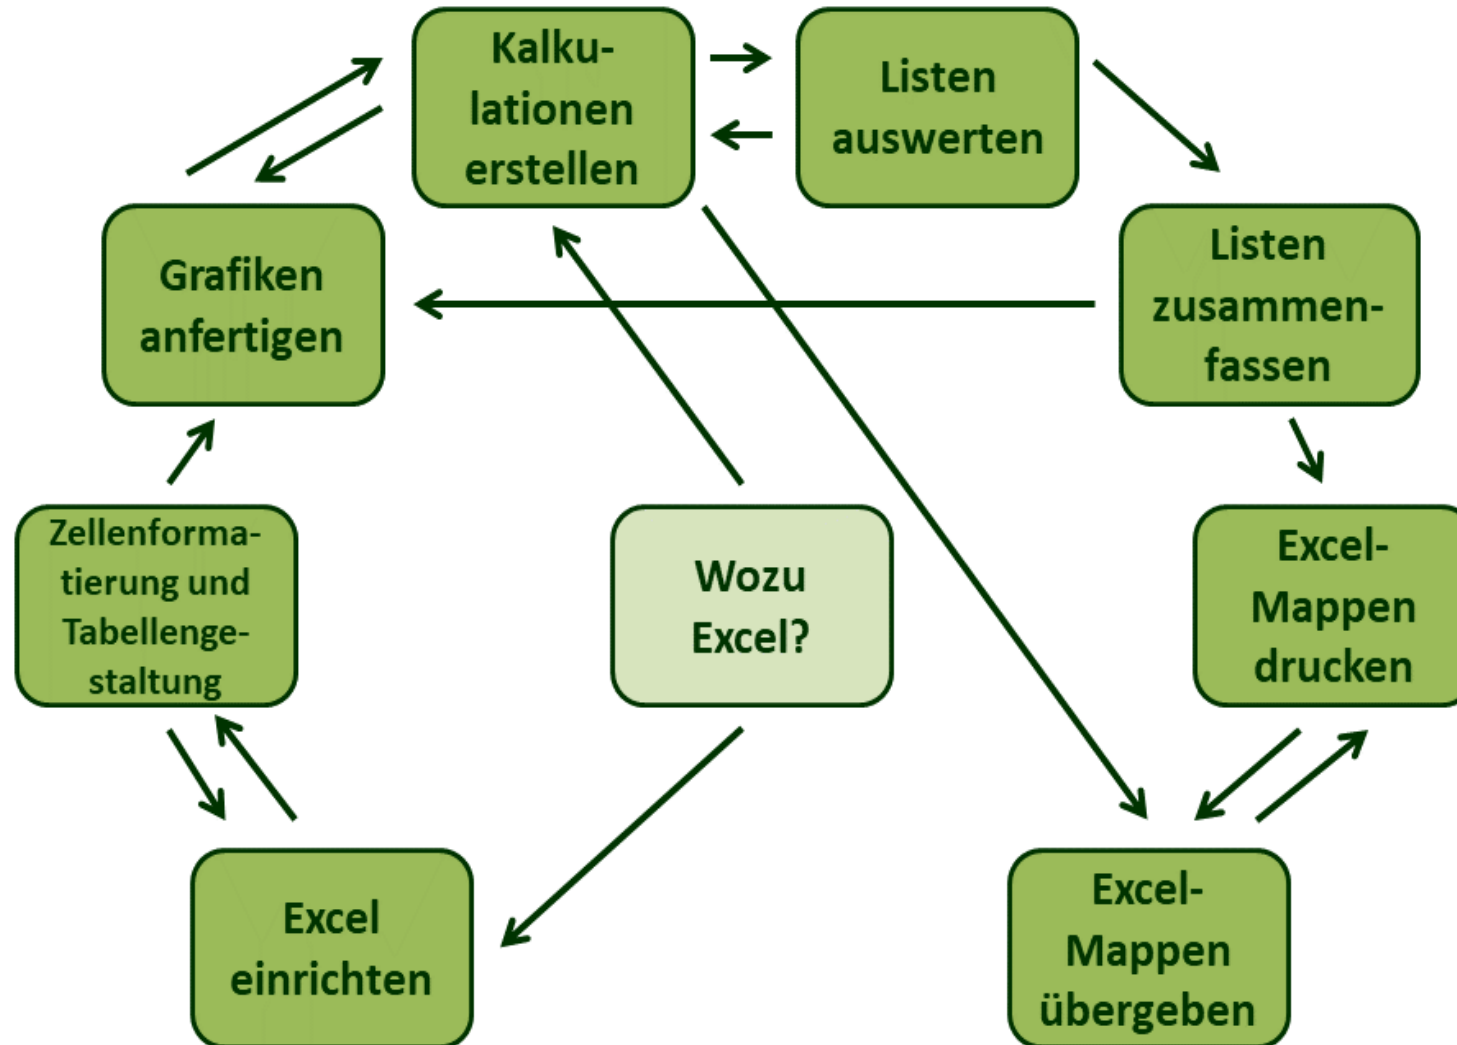 Kalku-
lationen
erstellen
Listen
auswerten
Grafiken
anfertigen
Listen
zusammen-
fassen
Zellenforma-
tierung und
Tabellenge-
staltung
Wozu
Excel?
Excel-
Mappen
drucken
Excel
einrichten
Excel-
Mappen
übergeben